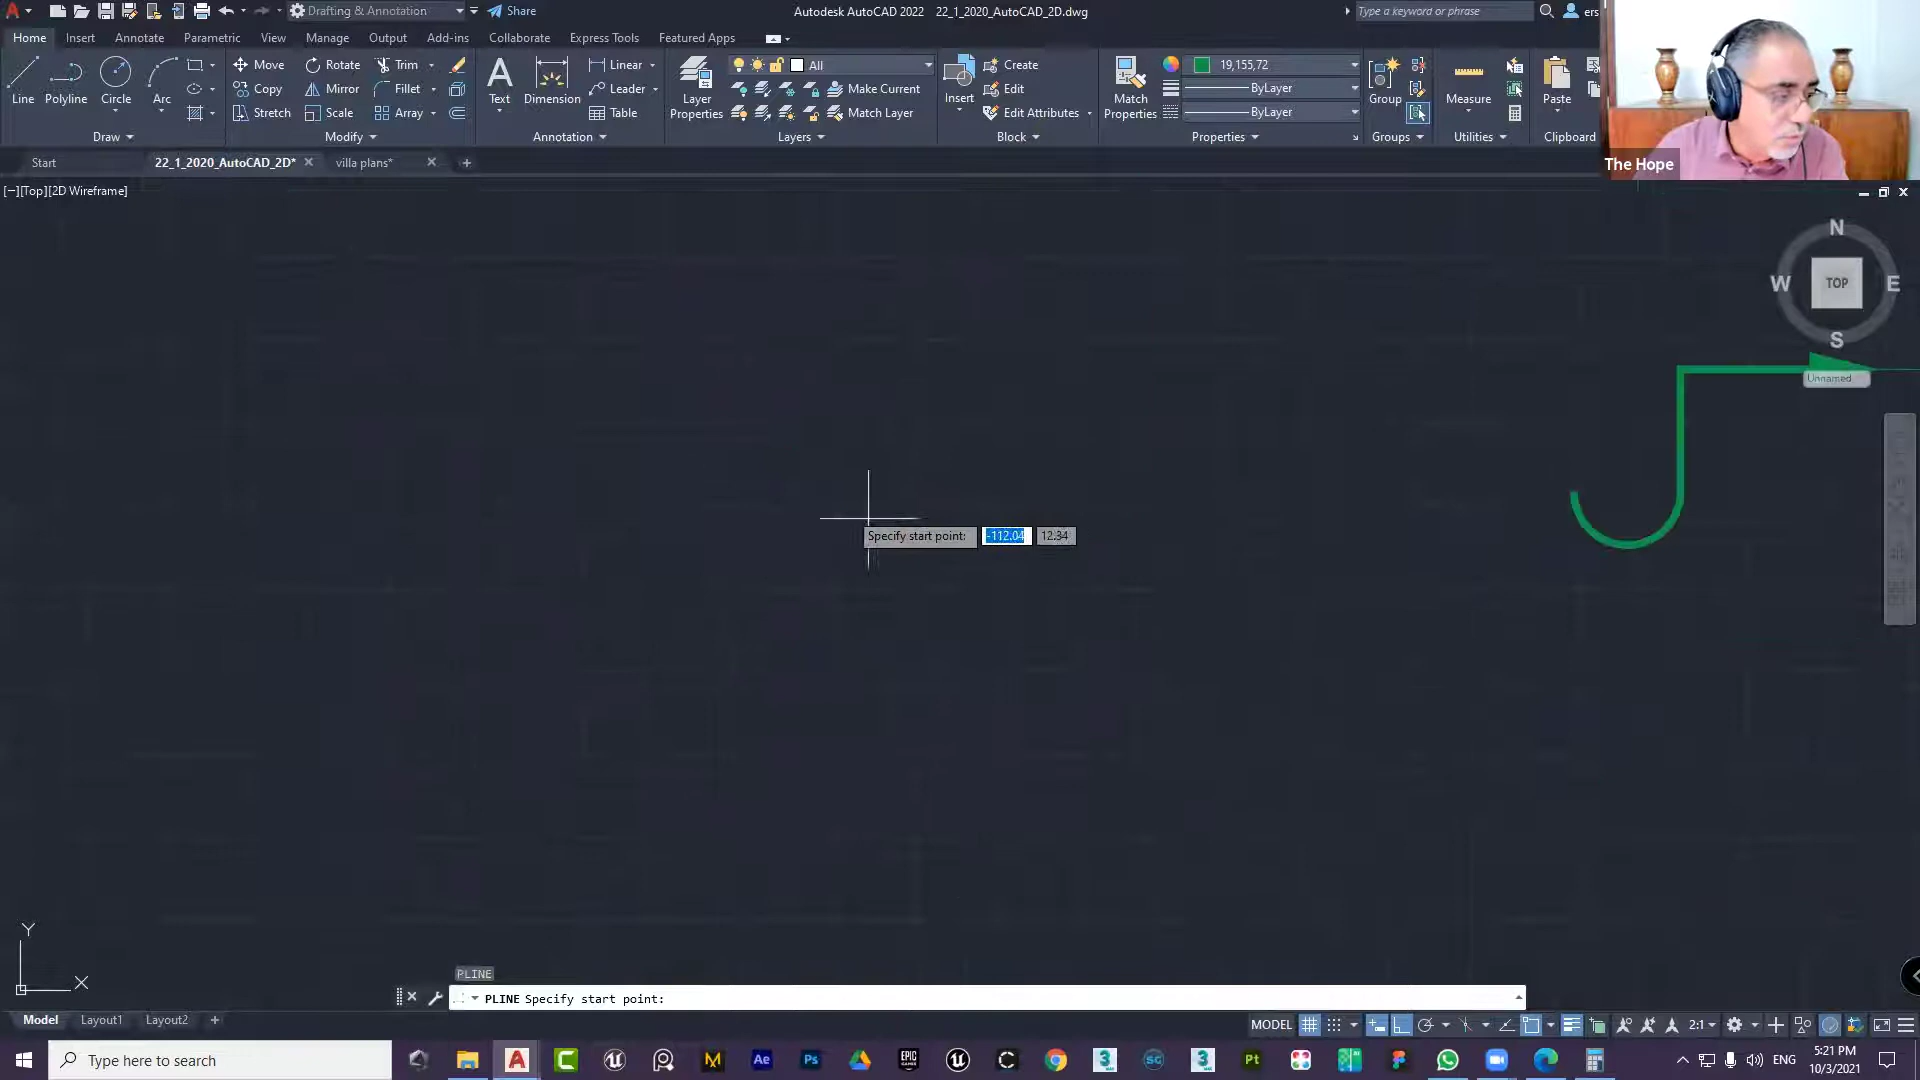 Drafting & Annotation
Share
Autodesk AutoCAD 2022 22_1_2020_AutoCAD_2D.dwg
Type a keyword or phrase
ers
Home Insert Annotate Parametric View Manage Output Add-ins Collaborate Express Tools Featured Apps
Line
Polyline
Circle
Arc
Draw
Move Rotate Trim
Copy Mirror Fillet
Stretch Scale Array
Modify
Text
Dimension
Linear
Leader
Table
Annotation
Layer
Properties
All
Make Current
Match Layer
Layers
Insert
Create
Edit
Edit Attributes
Block
Match
Properties
19,155,72
ByLayer
ByLayer
Properties
Group
Groups
Measure
Utilities
Paste
Clipboard
The Hope
Start 22_1_2020_AutoCAD_2D* villa plans*
[−][Top][2D Wireframe]
N
W TOP E
S
Unnamed
Specify start point: -112.04 12.34
Y
X
PLINE
PLINE Specify start point:
Model Layout1 Layout2
MODEL
2:1
Type here to search
ENG
5:21 PM
10/3/2021